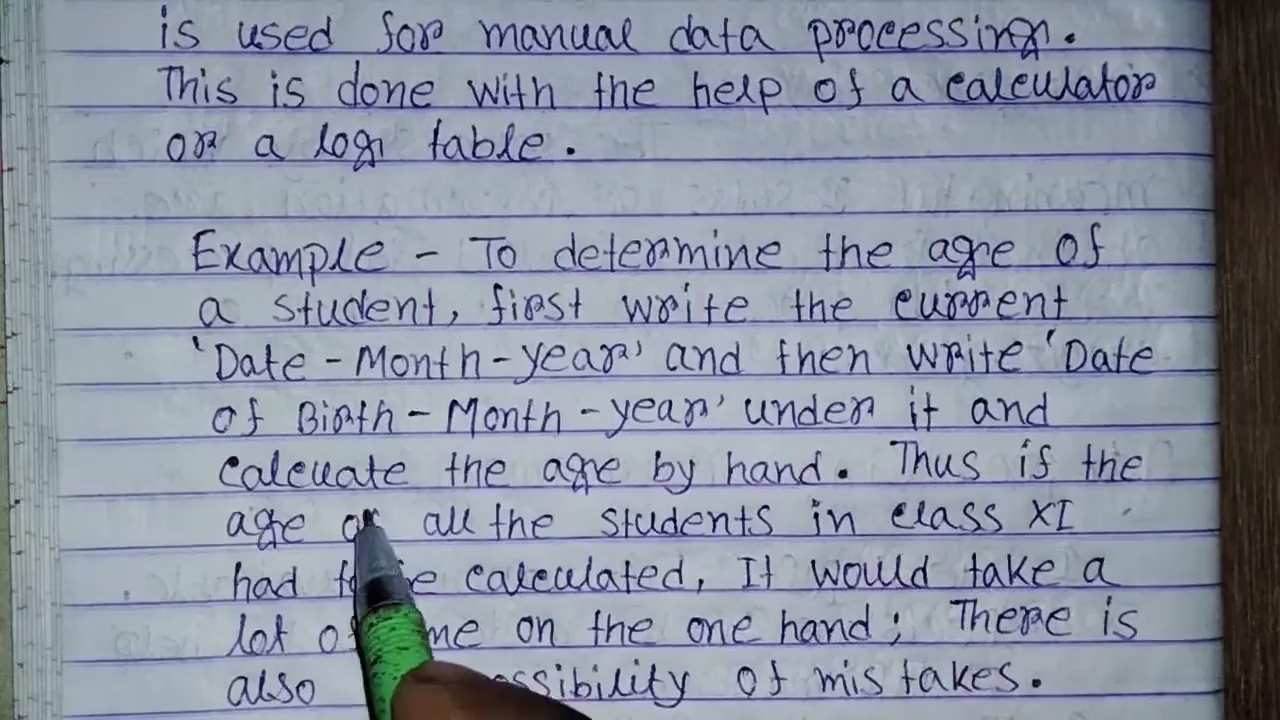 is used for manual data processing.
This is done with the help of a calculator
or a log table.
Example - To determine the age of
a student, first write the current
'Date - Month - year' and then write 'Date
of Birth - Month - year' under it and
calcuate the age by hand. Thus is the
age all the students in class XI
had calculated, It would take a
lot on the one hand; There is
also of mistakes.